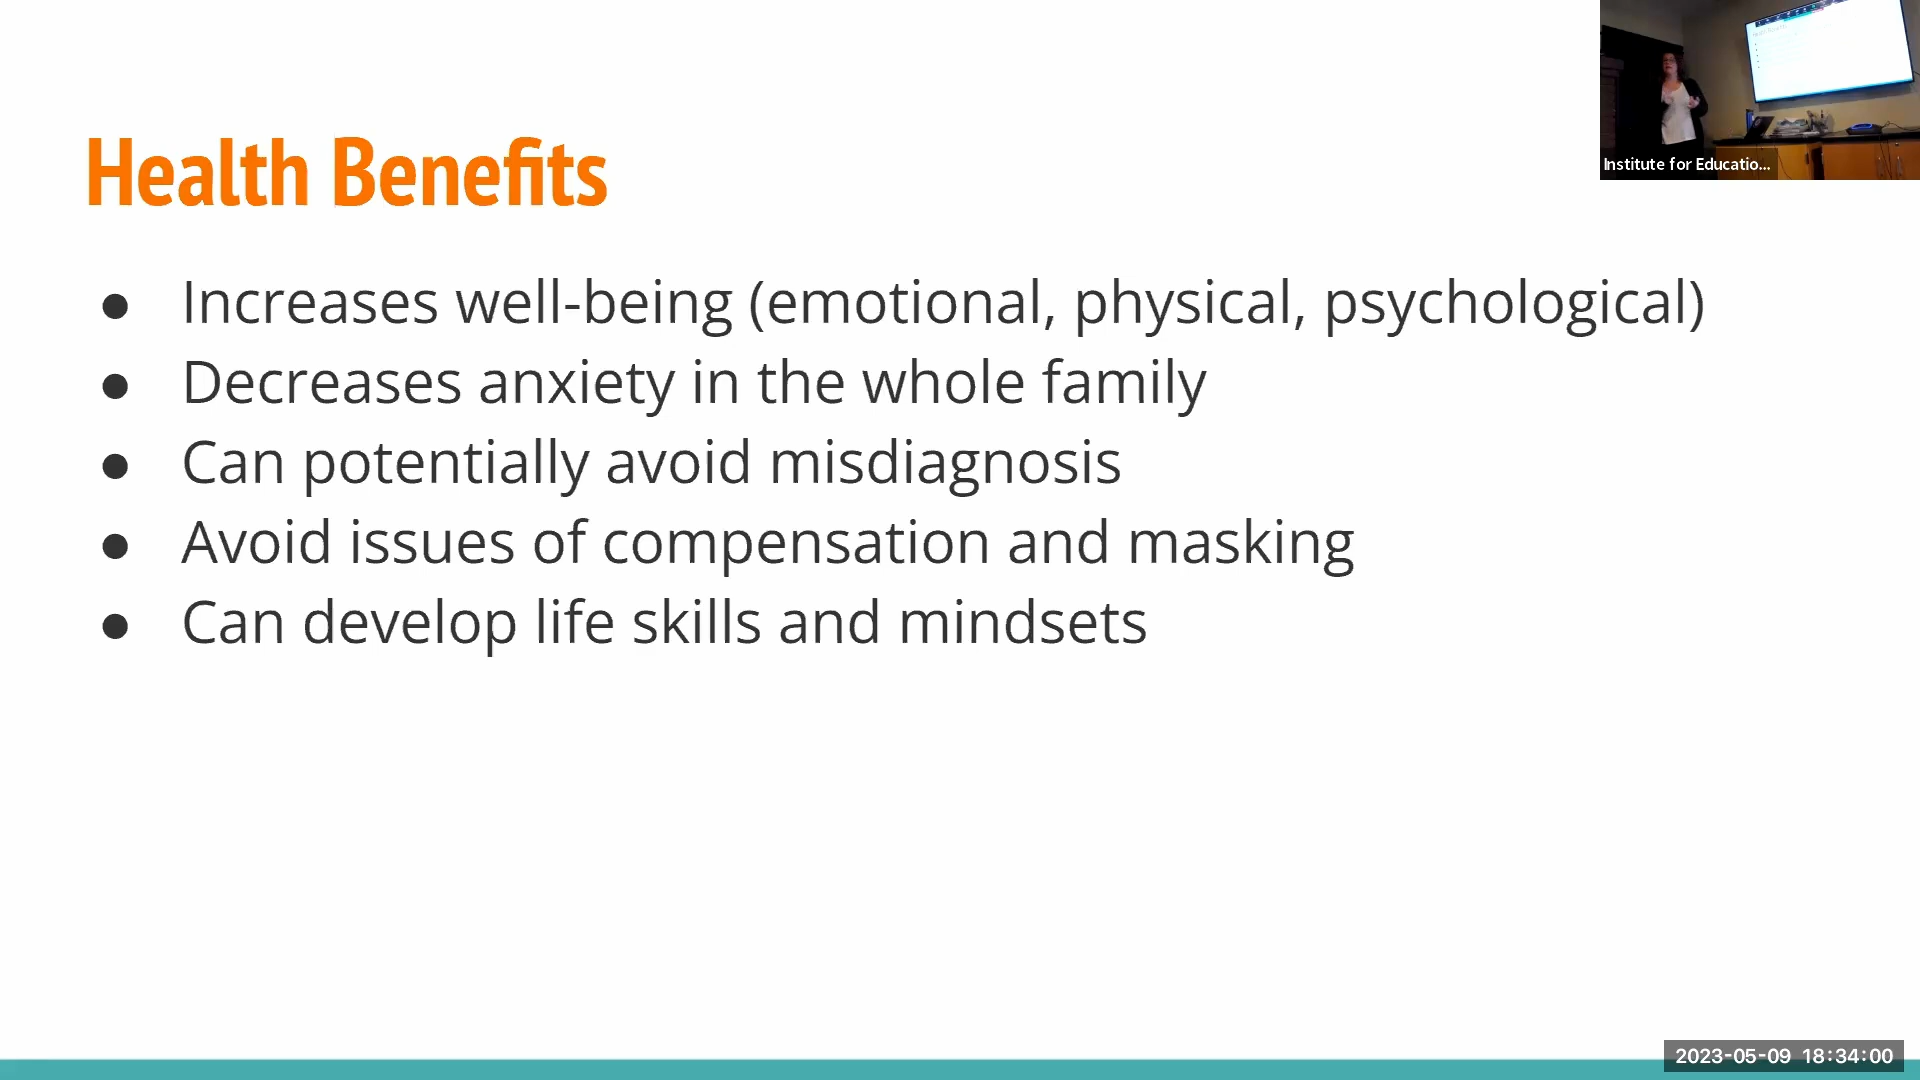 Health Benefits
● Increases well-being (emotional, physical, psychological)
● Decreases anxiety in the whole family
● Can potentially avoid misdiagnosis
● Avoid issues of compensation and masking
● Can develop life skills and mindsets
Institute for Educatio...
2023-05-09 18:34:00